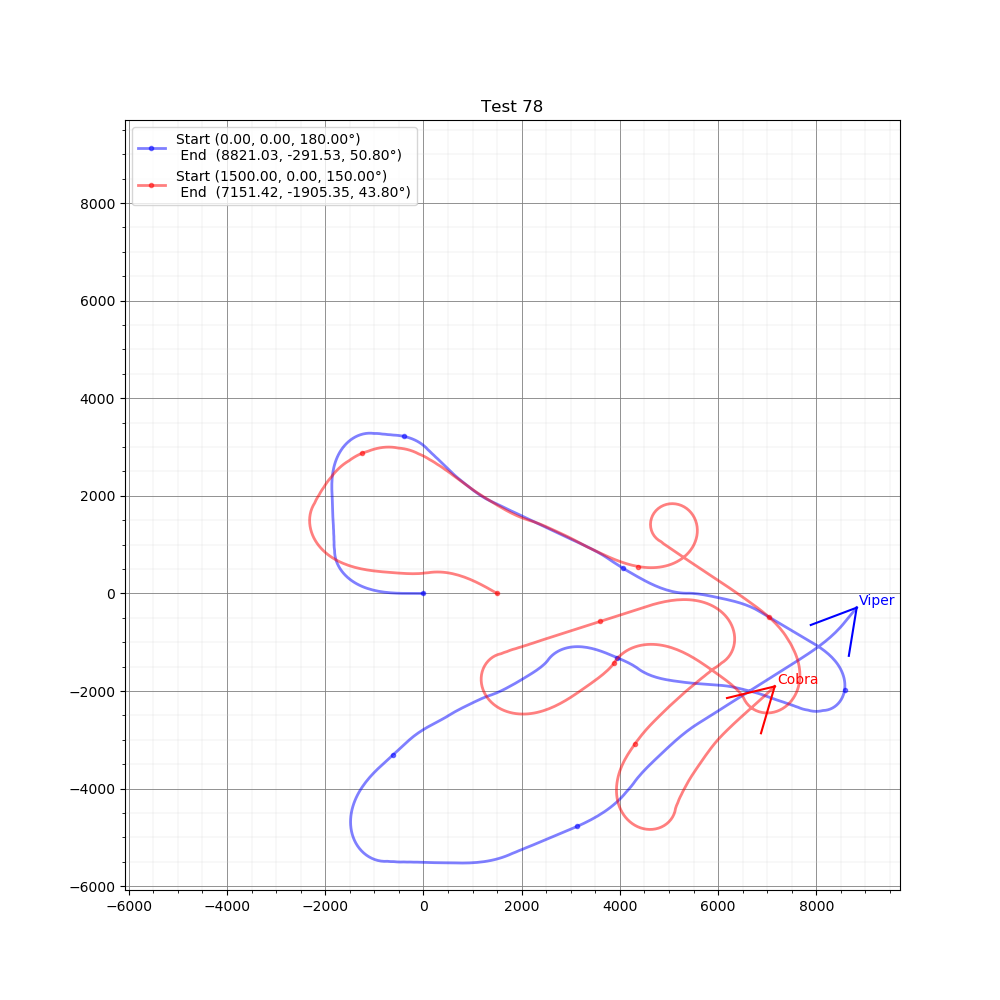 Test 78
Start (0.00, 0.00, 180.00°)
End  (8821.03, -291.53, 50.80°)
Start (1500.00, 0.00, 150.00°)
End  (7151.42, -1905.35, 43.80°)
8000
6000
4000
2000
0
−2000
−4000
−6000
Viper
Cobra
−6000 −4000 −2000 0 2000 4000 6000 8000